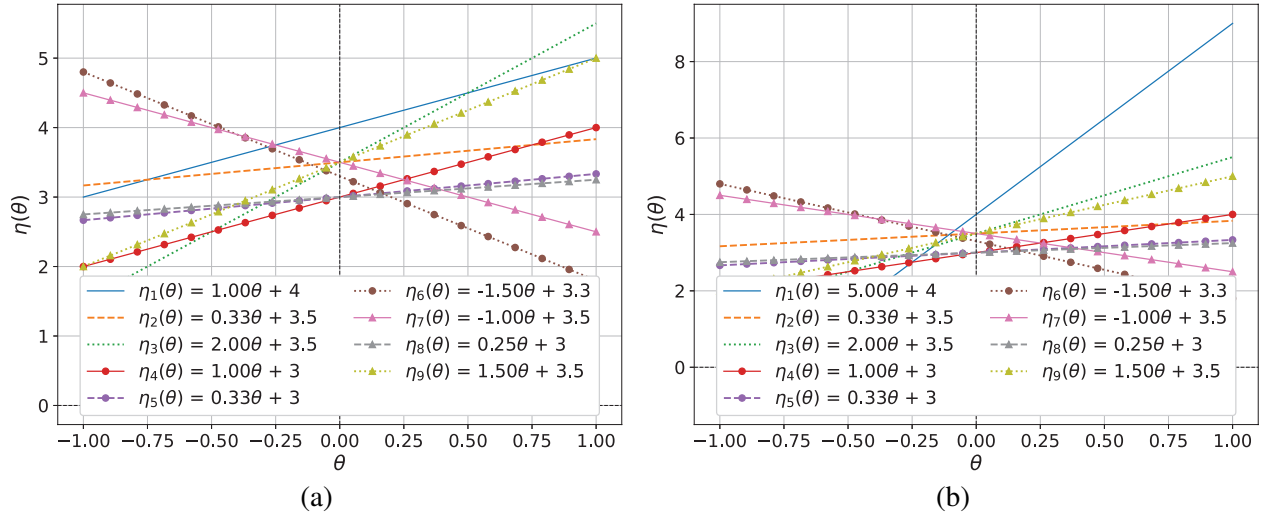 η(θ)
5
4
3
2
1
0
η₁(θ) = 1.00θ + 4
η₂(θ) = 0.33θ + 3.5
η₃(θ) = 2.00θ + 3.5
η₄(θ) = 1.00θ + 3
η₅(θ) = 0.33θ + 3
η₆(θ) = -1.50θ + 3.3
η₇(θ) = -1.00θ + 3.5
η₈(θ) = 0.25θ + 3
η₉(θ) = 1.50θ + 3.5
−1.00 −0.75 −0.50 −0.25 0.00 0.25 0.50 0.75 1.00
θ
(a)
η(θ)
8
6
4
2
0
η₁(θ) = 5.00θ + 4
η₂(θ) = 0.33θ + 3.5
η₃(θ) = 2.00θ + 3.5
η₄(θ) = 1.00θ + 3
η₅(θ) = 0.33θ + 3
η₆(θ) = -1.50θ + 3.3
η₇(θ) = -1.00θ + 3.5
η₈(θ) = 0.25θ + 3
η₉(θ) = 1.50θ + 3.5
−1.00 −0.75 −0.50 −0.25 0.00 0.25 0.50 0.75 1.00
θ
(b)